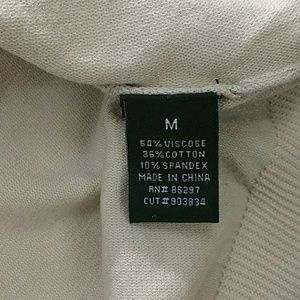 M
54% VISCOSE
36% COTTON
10% SPANDEX
MADE IN CHINA
RN# 86297
CUT# 903834